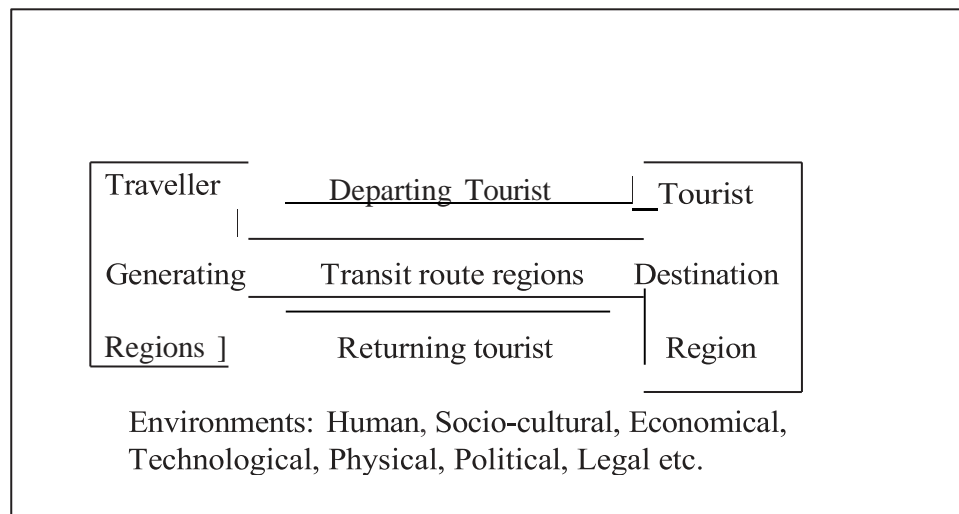 Traveller Departing Tourist Tourist
Generating Transit route regions Destination
Regions ] Returning tourist Region
Environments: Human, Socio-cultural, Economical,
Technological, Physical, Political, Legal etc.